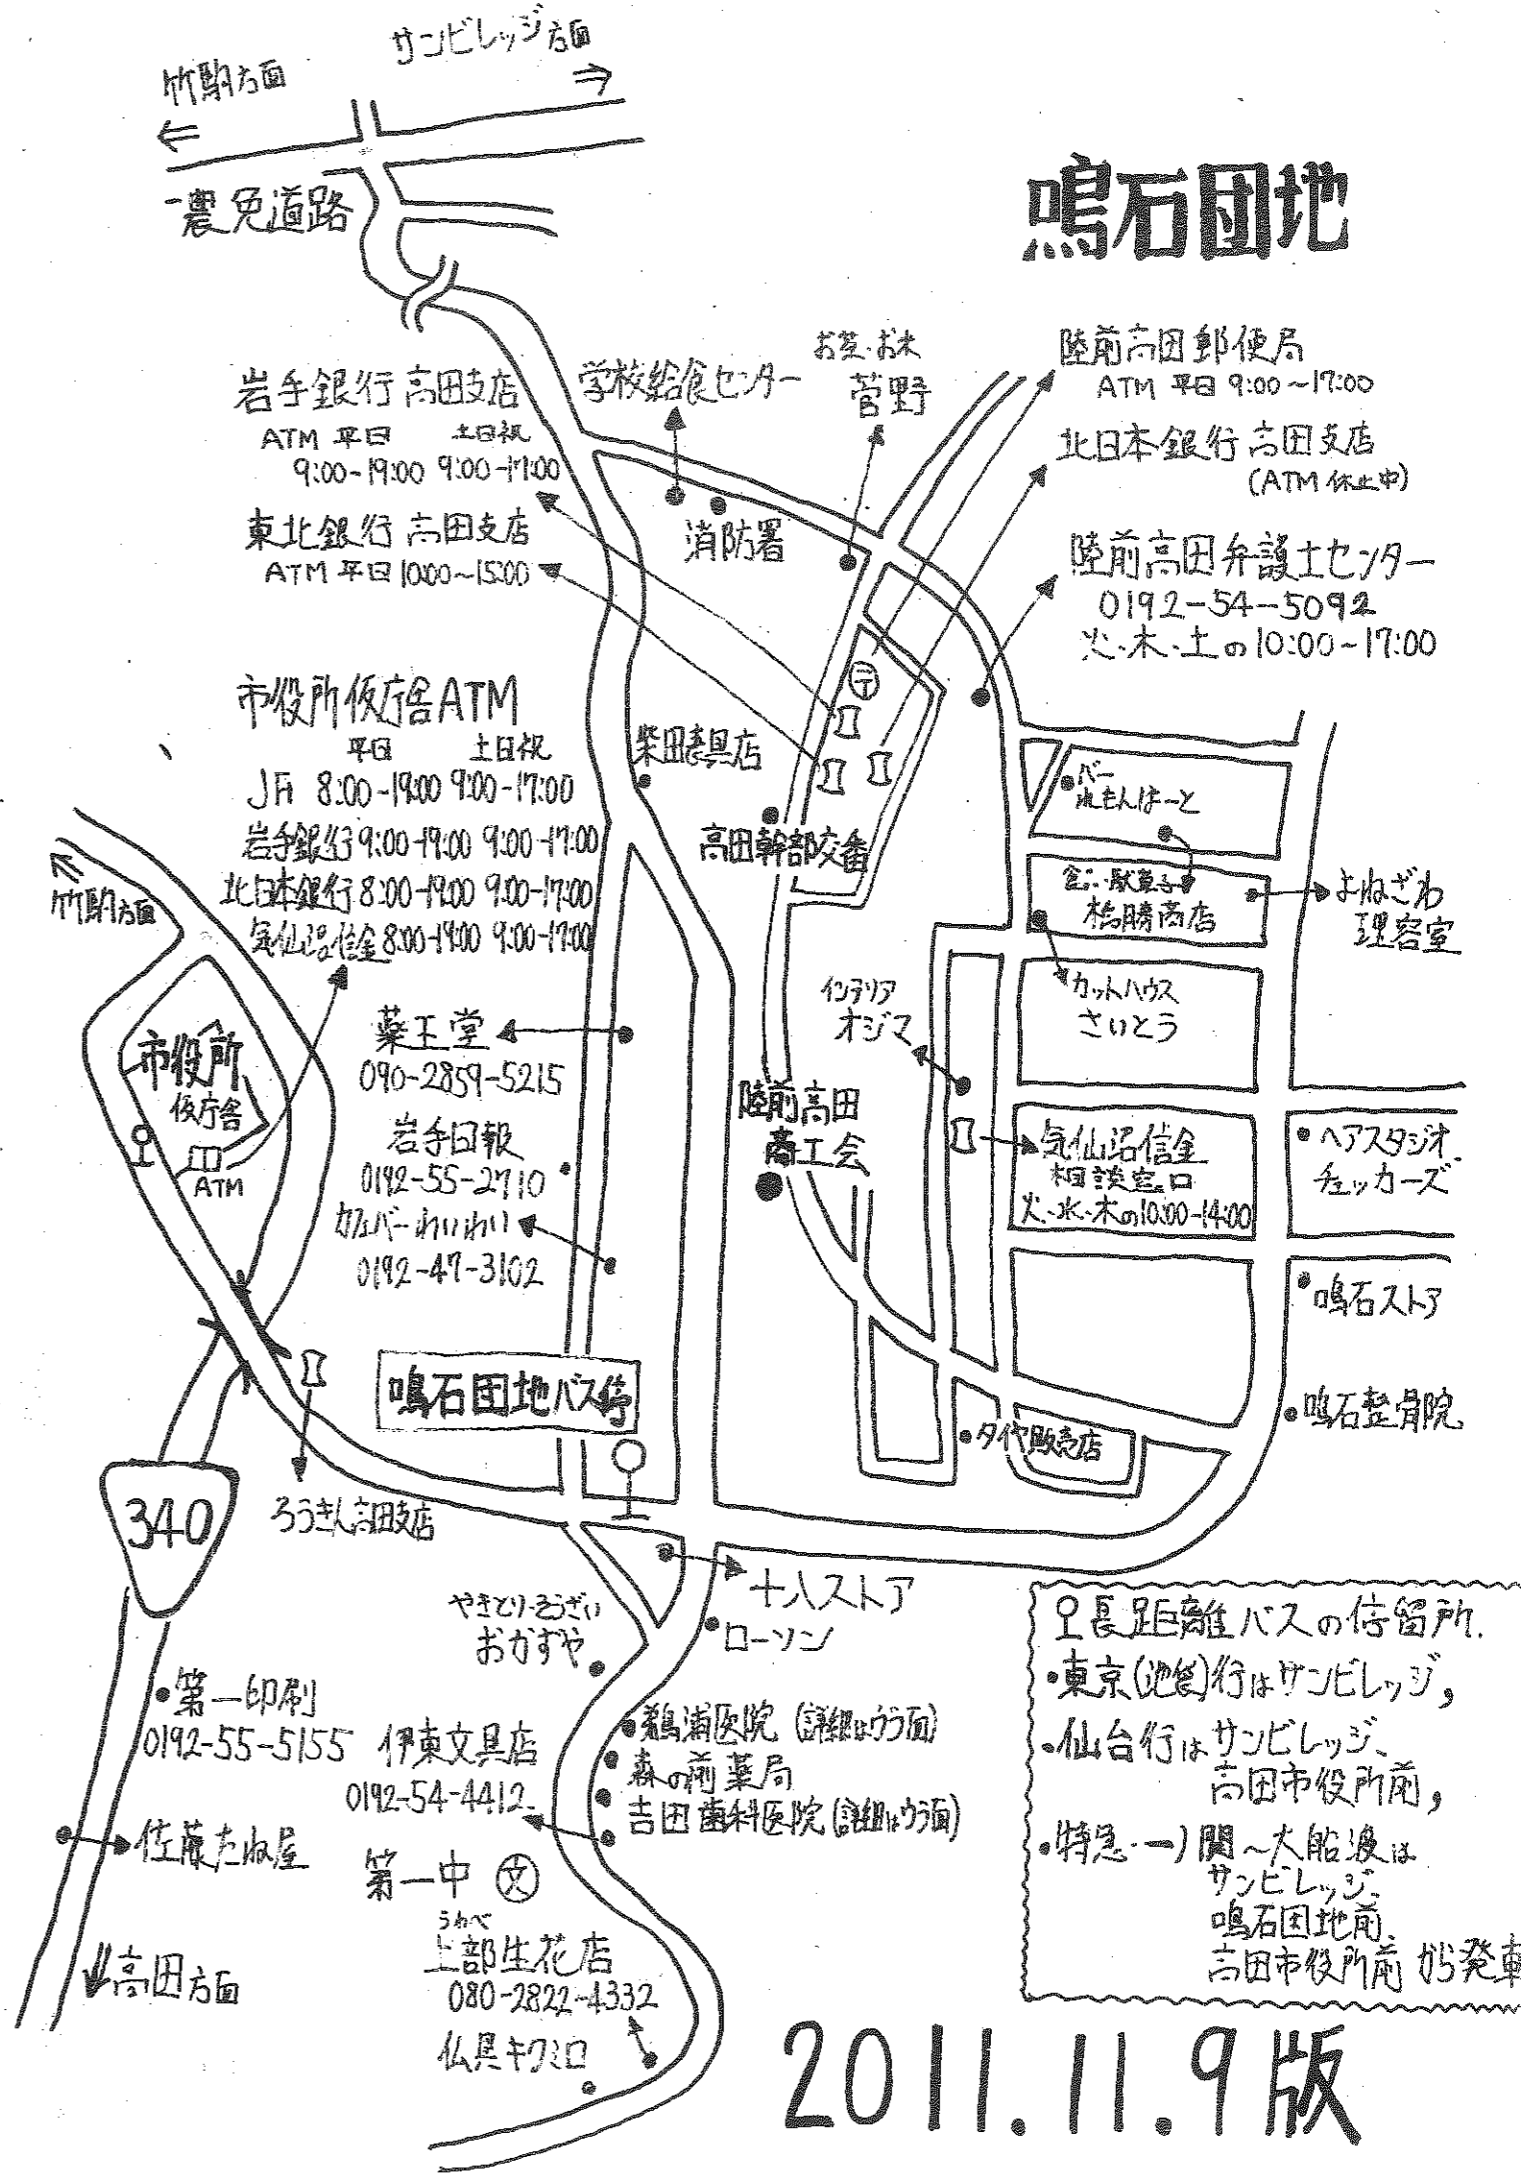 サンビレッジ方面
竹駒方面
農免道路
鳴石団地
岩手銀行 高田支店
ATM 平日 土日祝
9:00-19:00 9:00-17:00
東北銀行 高田支店
ATM 平日 10:00~15:00
学校給食センター
消防署
お茶・お米
菅野
陸前高田郵便局
ATM 平日 9:00~17:00
北日本銀行 高田支店
(ATM 休止中)
陸前高田弁護士センター
0192-54-5092
火・木・土の10:00~17:00
市役所仮庁舎ATM
平日 土日祝
JA 8:00-19:00 9:00-17:00
岩手銀行 9:00-19:00 9:00-17:00
北日本銀行 8:00-19:00 9:00-17:00
気仙沼信金 8:00-19:00 9:00-17:00
柴田表具店
高田幹部交番
バー
れもんはーと
食品・駄菓子
橋勝商店
よねざわ
理容室
カットハウス
さいとう
インテリア
オジマ
竹駒方面
市役所
仮庁舎
ATM
薬王堂
090-2859-5215
岩手日報
0192-55-2710
カフェバーわいわい
0192-47-3102
陸前高田
商工会
気仙沼信金
相談窓口
火・水・木の10:00-14:00
ヘアスタジオ
チェッカーズ
鳴石ストア
鳴石整骨院
タイヤ販売店
鳴石団地バス停
340
ろうきん高田支店
十八ストア
ローソン
やきとり・そうざい
おかずや
第一印刷
0192-55-5155
伊東文具店
0192-54-4412
鵜浦医院 (詳細はウラ面)
森の前薬局
吉田歯科医院 (詳細はウラ面)
佐藤たね屋
第一中 文
うわべ
上部生花店
080-2822-4332
仏具キクミロ
高田方面
長距離バスの停留所.
・東京(池袋)行はサンビレッジ,
・仙台行はサンビレッジ、
高田市役所前,
・特急 一ノ関~大船渡は
サンビレッジ、
鳴石団地前、
高田市役所前から発車
2011.11.9版